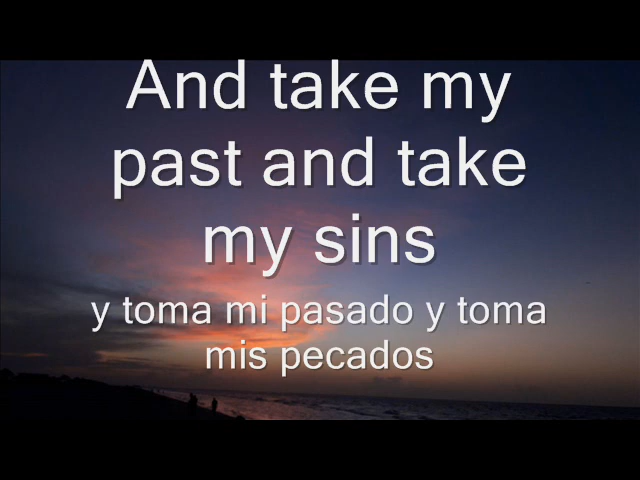 And take my
past and take
my sins
y toma mi pasado y toma
mis pecados